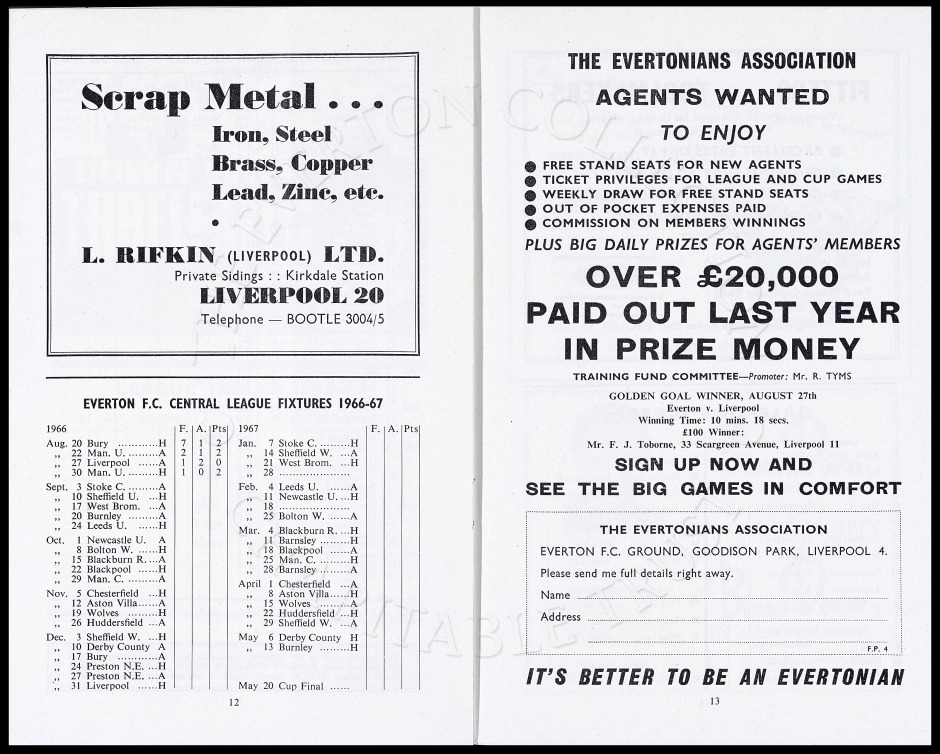 Scrap Metal . . .
Iron, Steel
Brass, Copper
Lead, Zinc, etc.
•
L. RIFKIN (LIVERPOOL) LTD.
Private Sidings : : Kirkdale Station
LIVERPOOL 20
Telephone — BOOTLE 3004/5
EVERTON F.C. CENTRAL LEAGUE FIXTURES 1966-67
1966 F. A. Pts
Aug. 20 Bury ...........H 7 1 2
,, 22 Man. U. ........A 2 1 2
,, 27 Liverpool ......A 1 2 0
,, 30 Man. U. ........H 1 0 2
Sept. 3 Stoke C. ........A
,, 10 Sheffield U. ...H
,, 17 West Brom. ...A
,, 20 Burnley .........A
,, 24 Leeds U. ......H
Oct. 1 Newcastle U. A
,, 8 Bolton W. ......H
,, 15 Blackburn R....A
,, 22 Blackpool ......H
,, 29 Man. C. .........A
Nov. 5 Chesterfield ...H
,, 12 Aston Villa......A
,, 19 Wolves .........H
,, 26 Huddersfield ...A
Dec. 3 Sheffield W. ...H
,, 10 Derby County A
,, 17 Bury ............A
,, 24 Preston N.E. ...H
,, 27 Preston N.E. ...A
,, 31 Liverpool ......H
1967 F. A. Pts
Jan. 7 Stoke C. .........H
,, 14 Sheffield W. ...A
,, 21 West Brom. ...H
,, 28 .....................
Feb. 4 Leeds U. ......A
,, 11 Newcastle U. ...H
,, 18 .....................
,, 25 Bolton W. ......A
Mar. 4 Blackburn R. ...H
,, 11 Barnsley .........H
,, 18 Blackpool ......A
,, 25 Man. C. .........H
,, 28 Barnsley .........A
April 1 Chesterfield ...A
,, 8 Aston Villa......H
,, 15 Wolves .........A
,, 22 Huddersfield ...H
,, 29 Sheffield W. ...A
May 6 Derby County H
,, 13 Burnley .........H
May 20 Cup Final ......
12
THE EVERTONIANS ASSOCIATION
AGENTS WANTED
TO ENJOY
● FREE STAND SEATS FOR NEW AGENTS
● TICKET PRIVILEGES FOR LEAGUE AND CUP GAMES
● WEEKLY DRAW FOR FREE STAND SEATS
● OUT OF POCKET EXPENSES PAID
● COMMISSION ON MEMBERS WINNINGS
PLUS BIG DAILY PRIZES FOR AGENTS' MEMBERS
OVER £20,000
PAID OUT LAST YEAR
IN PRIZE MONEY
TRAINING FUND COMMITTEE—Promoter: Mr. R. TYMS
GOLDEN GOAL WINNER, AUGUST 27th
Everton v. Liverpool
Winning Time: 10 mins. 18 secs.
£100 Winner:
Mr. F. J. Toborne, 33 Scargreen Avenue, Liverpool 11
SIGN UP NOW AND
SEE THE BIG GAMES IN COMFORT
THE EVERTONIANS ASSOCIATION
EVERTON F.C. GROUND, GOODISON PARK, LIVERPOOL 4.
Please send me full details right away.
Name
Address
F.P. 4
IT'S BETTER TO BE AN EVERTONIAN
13